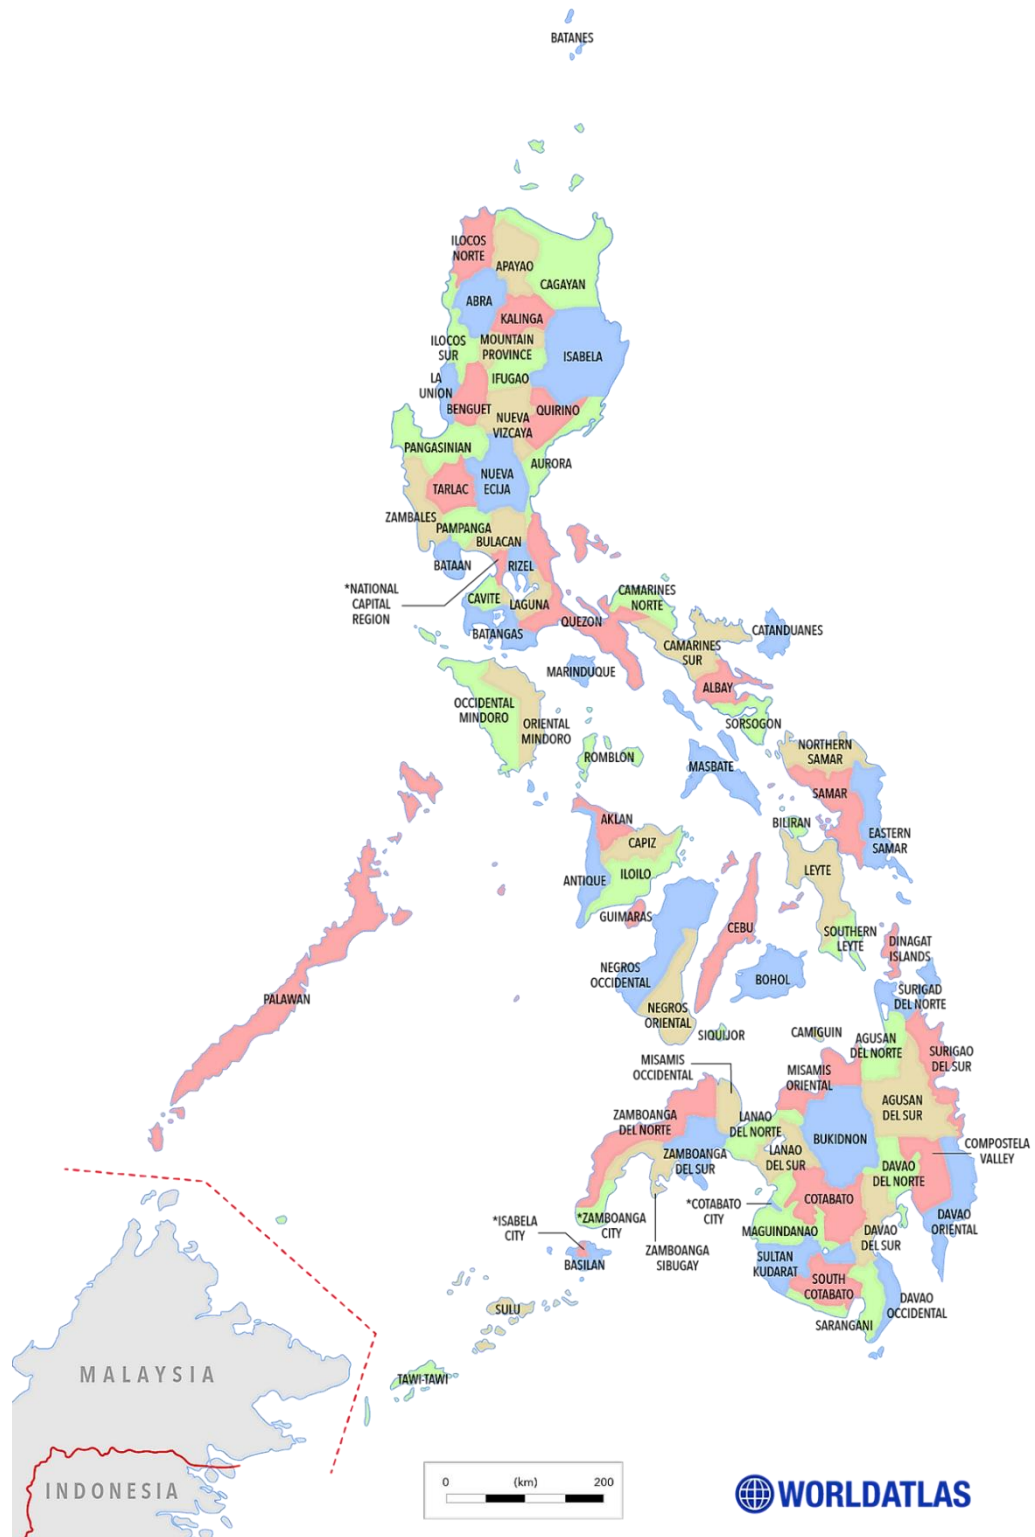 BATANES
ILOCOS
NORTE
APAYAO
CAGAYAN
ABRA
KALINGA
ILOCOS
SUR
MOUNTAIN
PROVINCE
ISABELA
LA
UNION
IFUGAO
BENGUET
NUEVA
VIZCAYA
QUIRINO
PANGASINIAN
AURORA
TARLAC
NUEVA
ECIJA
ZAMBALES
PAMPANGA
BULACAN
BATAAN
RIZEL
*NATIONAL
CAPITAL
REGION
CAVITE
LAGUNA
BATANGAS
QUEZON
CAMARINES
NORTE
CATANDUANES
CAMARINES
SUR
MARINDUQUE
ALBAY
SORSOGON
OCCIDENTAL
MINDORO
ORIENTAL
MINDORO
ROMBLON
MASBATE
NORTHERN
SAMAR
SAMAR
EASTERN
SAMAR
BILIRAN
AKLAN
CAPIZ
ANTIQUE
ILOILO
GUIMARAS
LEYTE
SOUTHERN
LEYTE
CEBU
BOHOL
NEGROS
OCCIDENTAL
NEGROS
ORIENTAL
SIQUIJOR
DINAGAT
ISLANDS
SURIGAD
DEL NORTE
PALAWAN
CAMIGUIN
AGUSAN
DEL NORTE
SURIGAO
DEL SUR
MISAMIS
OCCIDENTAL
MISAMIS
ORIENTAL
AGUSAN
DEL SUR
ZAMBOANGA
DEL NORTE
LANAO
DEL NORTE
BUKIDNON
COMPOSTELA
VALLEY
ZAMBOANGA
DEL SUR
LANAO
DEL SUR
DAVAO
DEL NORTE
COTABATO
*COTABATO
CITY
*ISABELA
CITY
*ZAMBOANGA
CITY
MAGUINDANAO
DAVAO
DEL SUR
DAVAO
ORIENTAL
ZAMBOANGA
SIBUGAY
BASILAN
SULTAN
KUDARAT
SOUTH
COTABATO
DAVAO
OCCIDENTAL
SARANGANI
SULU
TAWI-TAWI
MALAYSIA
INDONESIA
0 (km) 200
WORLDATLAS